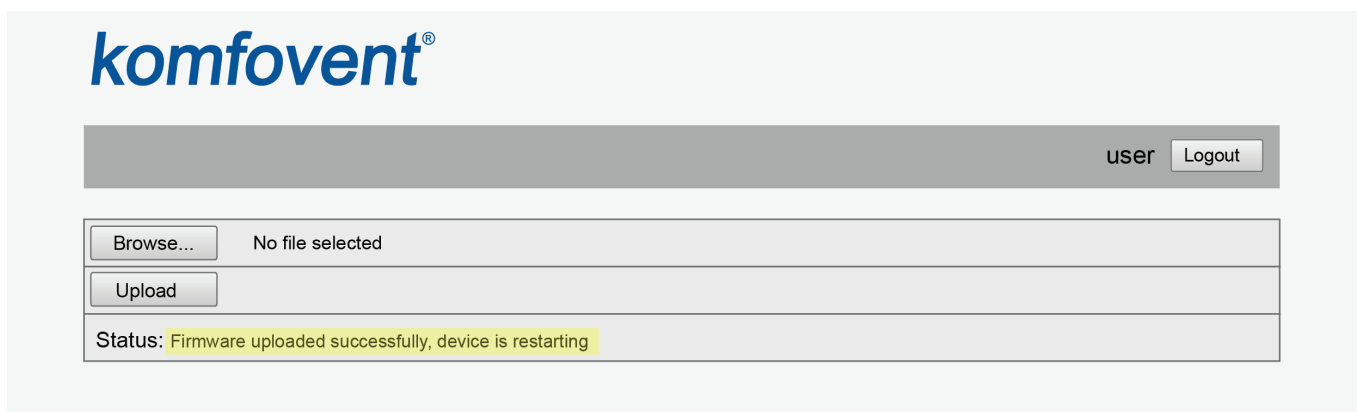 komfovent®
user Logout
Browse... No file selected
Upload
Status: Firmware uploaded successfully, device is restarting